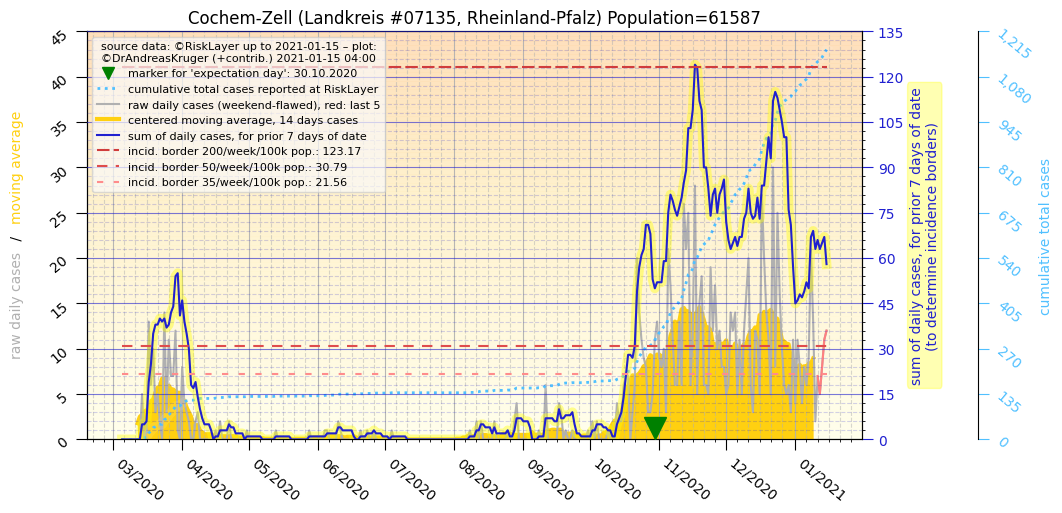 Cochem-Zell (Landkreis #07135, Rheinland-Pfalz) Population=61587
source data: ©RiskLayer up to 2021-01-15 – plot:
©DrAndreasKruger (+contrib.) 2021-01-15 04:00
marker for 'expectation day': 30.10.2020
cumulative total cases reported at RiskLayer
raw daily cases (weekend-flawed), red: last 5
centered moving average, 14 days cases
sum of daily cases, for prior 7 days of date
incid. border 200/week/100k pop.: 123.17
incid. border 50/week/100k pop.: 30.79
incid. border 35/week/100k pop.: 21.56
raw daily cases / moving average
45
40
35
30
25
20
15
10
5
0
03/2020
04/2020
05/2020
06/2020
07/2020
08/2020
09/2020
10/2020
11/2020
12/2020
01/2021
135
120
105
90
75
60
45
30
15
0
sum of daily cases, for prior 7 days of date
(to determine incidence borders)
1,215
1,080
945
810
675
540
405
270
135
0
cumulative total cases